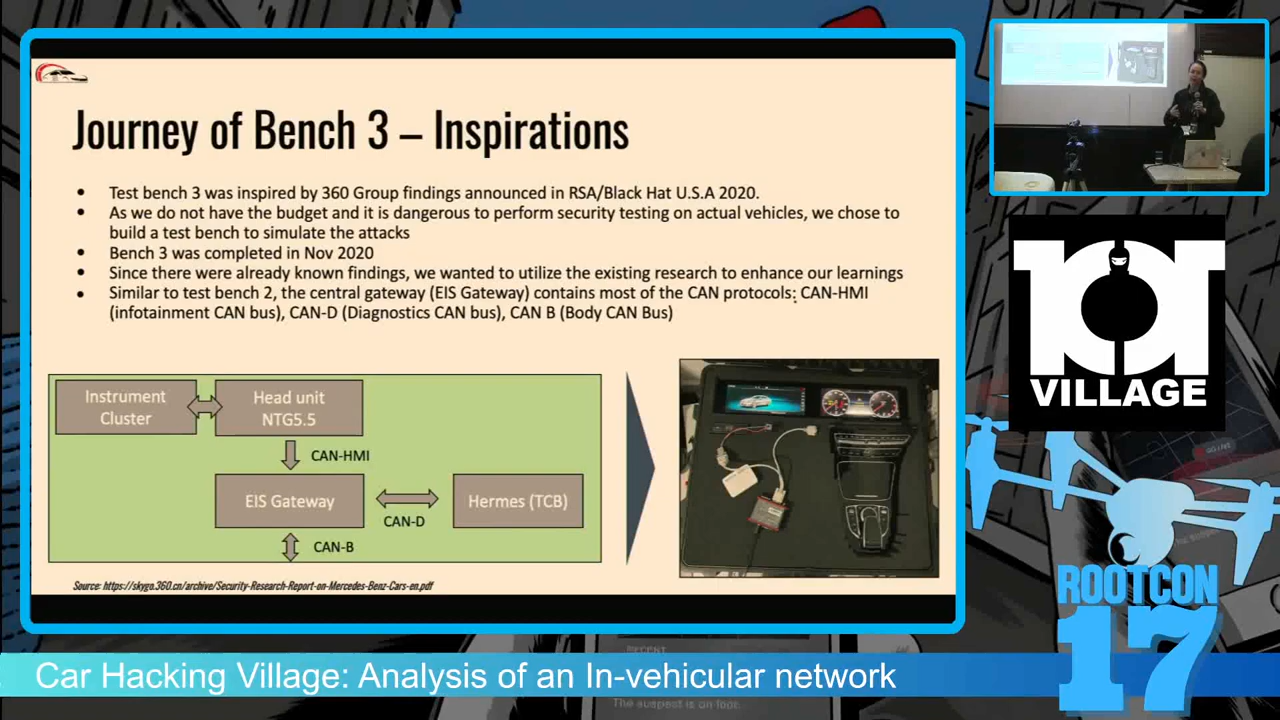 Journey of Bench 3 – Inspirations
• Test bench 3 was inspired by 360 Group findings announced in RSA/Black Hat U.S.A 2020.
• As we do not have the budget and it is dangerous to perform security testing on actual vehicles, we chose to
build a test bench to simulate the attacks
• Bench 3 was completed in Nov 2020
• Since there were already known findings, we wanted to utilize the existing research to enhance our learnings
• Similar to test bench 2, the central gateway (EIS Gateway) contains most of the CAN protocols: CAN-HMI
(infotainment CAN bus), CAN-D (Diagnostics CAN bus), CAN B (Body CAN Bus)
Instrument
Cluster
Head unit
NTG5.5
CAN-HMI
EIS Gateway
CAN-D
Hermes (TCB)
CAN-B
Source: https://skygo.360.cn/archive/Security-Research-Report-on-Mercedes-Benz-Cars-en.pdf
VILLAGE
ROOTCON
17
Car Hacking Village: Analysis of an In-vehicular network
The suspect is on foot.